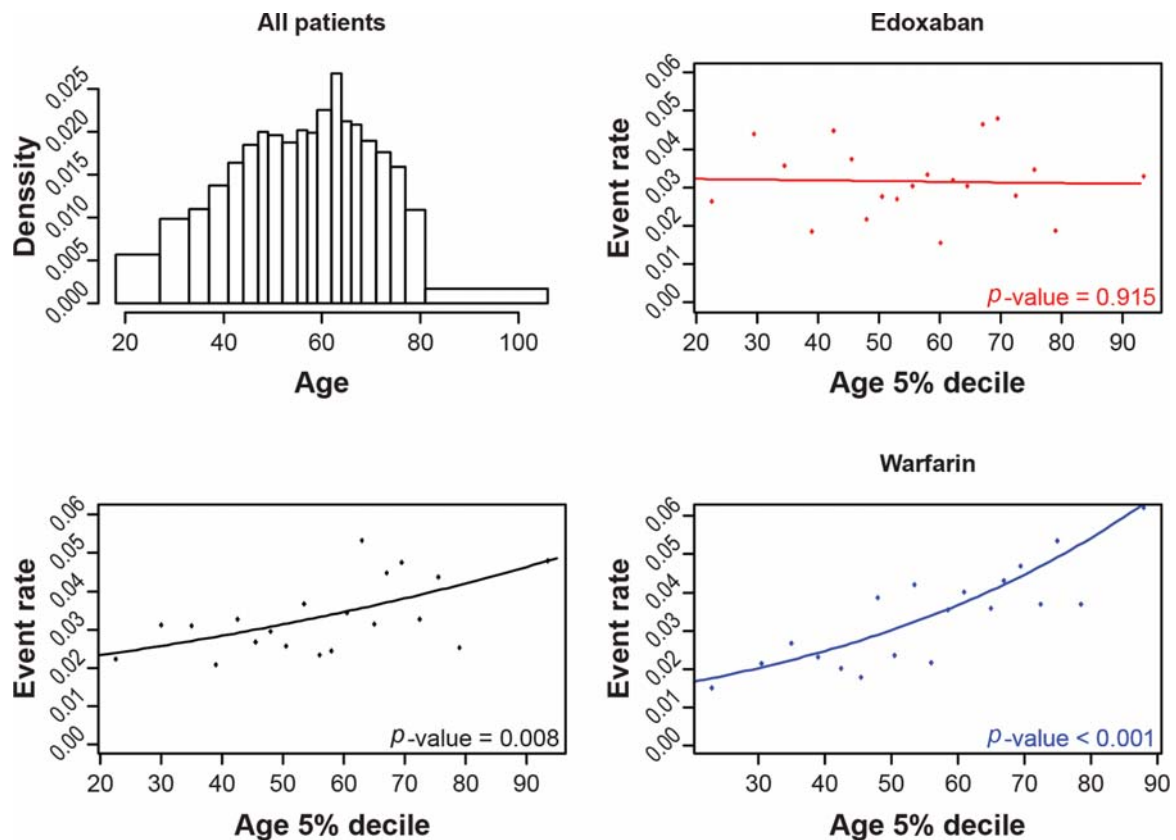 All patients
Denssity
0.025
0.020
0.015
0.010
0.005
0.000
20 40 60 80 100
Age
Edoxaban
Event rate
0.06
0.05
0.04
0.03
0.02
0.01
0.00
p-value = 0.915
20 30 40 50 60 70 80 90
Age 5% decile
Event rate
0.06
0.05
0.04
0.03
0.02
0.01
0.00
p-value = 0.008
20 30 40 50 60 70 80 90
Age 5% decile
Warfarin
Event rate
0.06
0.05
0.04
0.03
0.02
0.01
0.00
p-value < 0.001
30 40 50 60 70 80 90
Age 5% decile